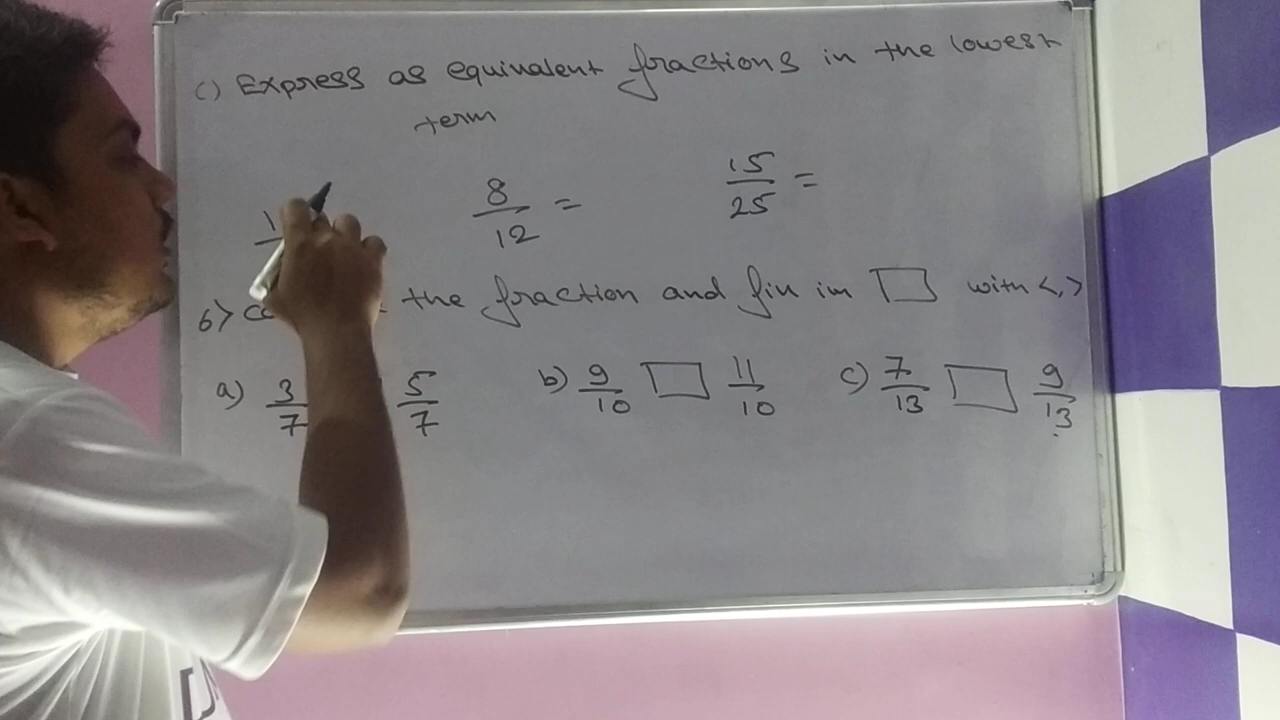 c) Express as equivalent fractions in the lowest
term
1
8/12 = 15/25 =
6> the fraction and fill in □ with <,>
a) 3/7 5/7 b) 9/10 □ 11/10 c) 7/13 □ 9/13